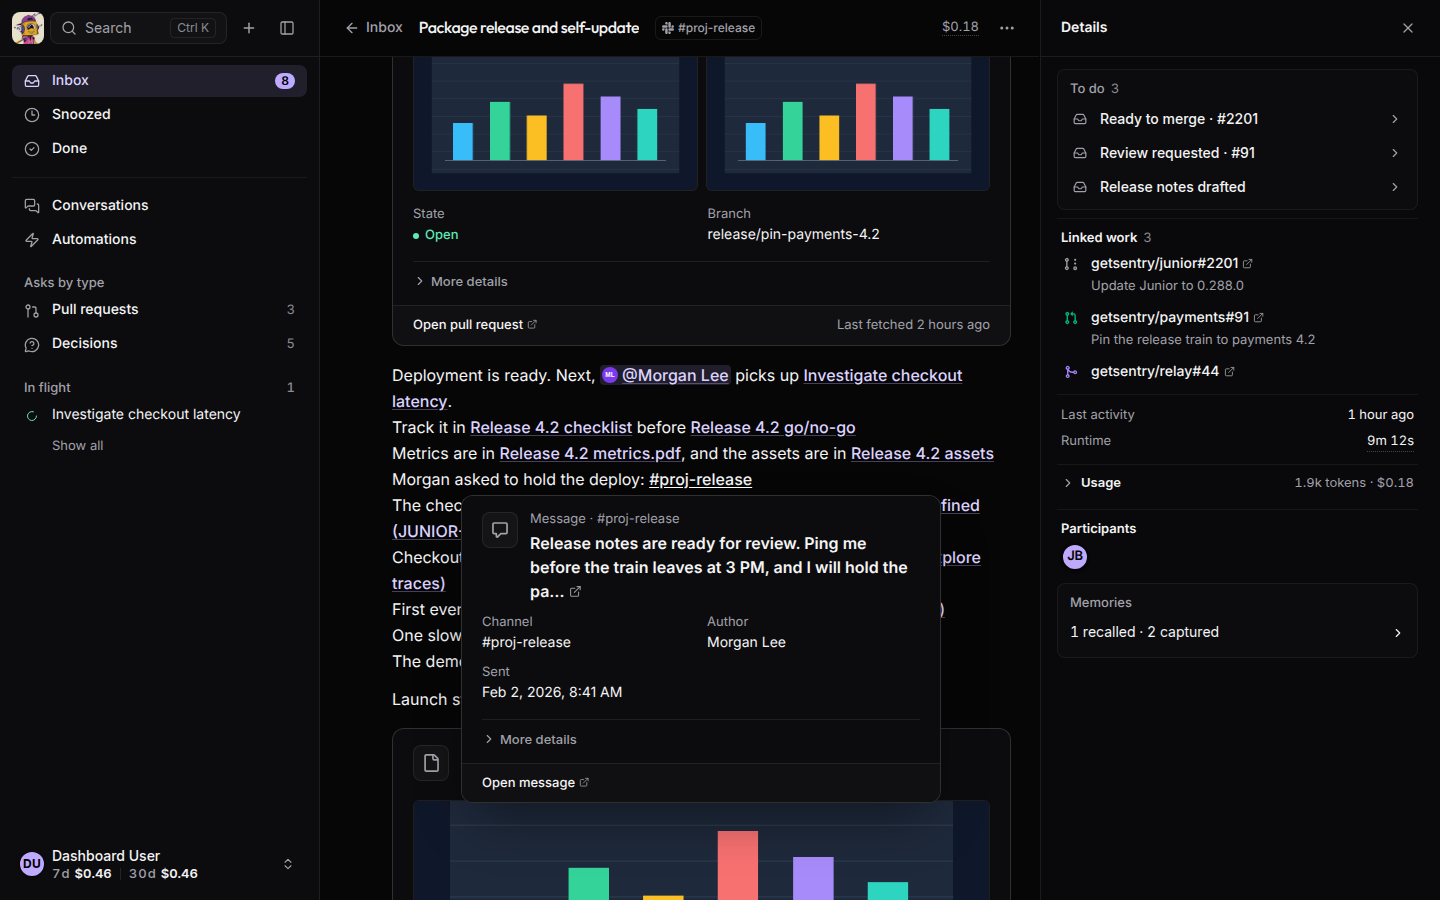 Search
Ctrl K
Inbox
8
Snoozed
Done
Conversations
Automations
Asks by type
Pull requests
3
Decisions
5
In flight
1
Investigate checkout latency
Show all
DU
Dashboard User
7d $0.46
30d $0.46
Inbox
Package release and self-update
#proj-release
$0.18
State
Open
Branch
release/pin-payments-4.2
More details
Open pull request
Last fetched 2 hours ago
Deployment is ready. Next, ML @Morgan Lee picks up Investigate checkout
latency.
Track it in Release 4.2 checklist before Release 4.2 go/no-go
Metrics are in Release 4.2 metrics.pdf, and the assets are in Release 4.2 assets
Morgan asked to hold the deploy: #proj-release
fined
(JUNIOR-
Checkout
traces)
One slow
Launch
Message · #proj-release
Release notes are ready for review. Ping me
before the train leaves at 3 PM, and I will hold the
pa...
Channel
#proj-release
Author
Morgan Lee
Sent
Feb 2, 2026, 8:41 AM
More details
Open message
Details
To do 3
Ready to merge · #2201
Review requested · #91
Release notes drafted
Linked work 3
getsentry/junior#2201
Update Junior to 0.288.0
getsentry/payments#91
Pin the release train to payments 4.2
getsentry/relay#44
Last activity
1 hour ago
Runtime
9m 12s
Usage
1.9k tokens · $0.18
Participants
JB
Memories
1 recalled · 2 captured